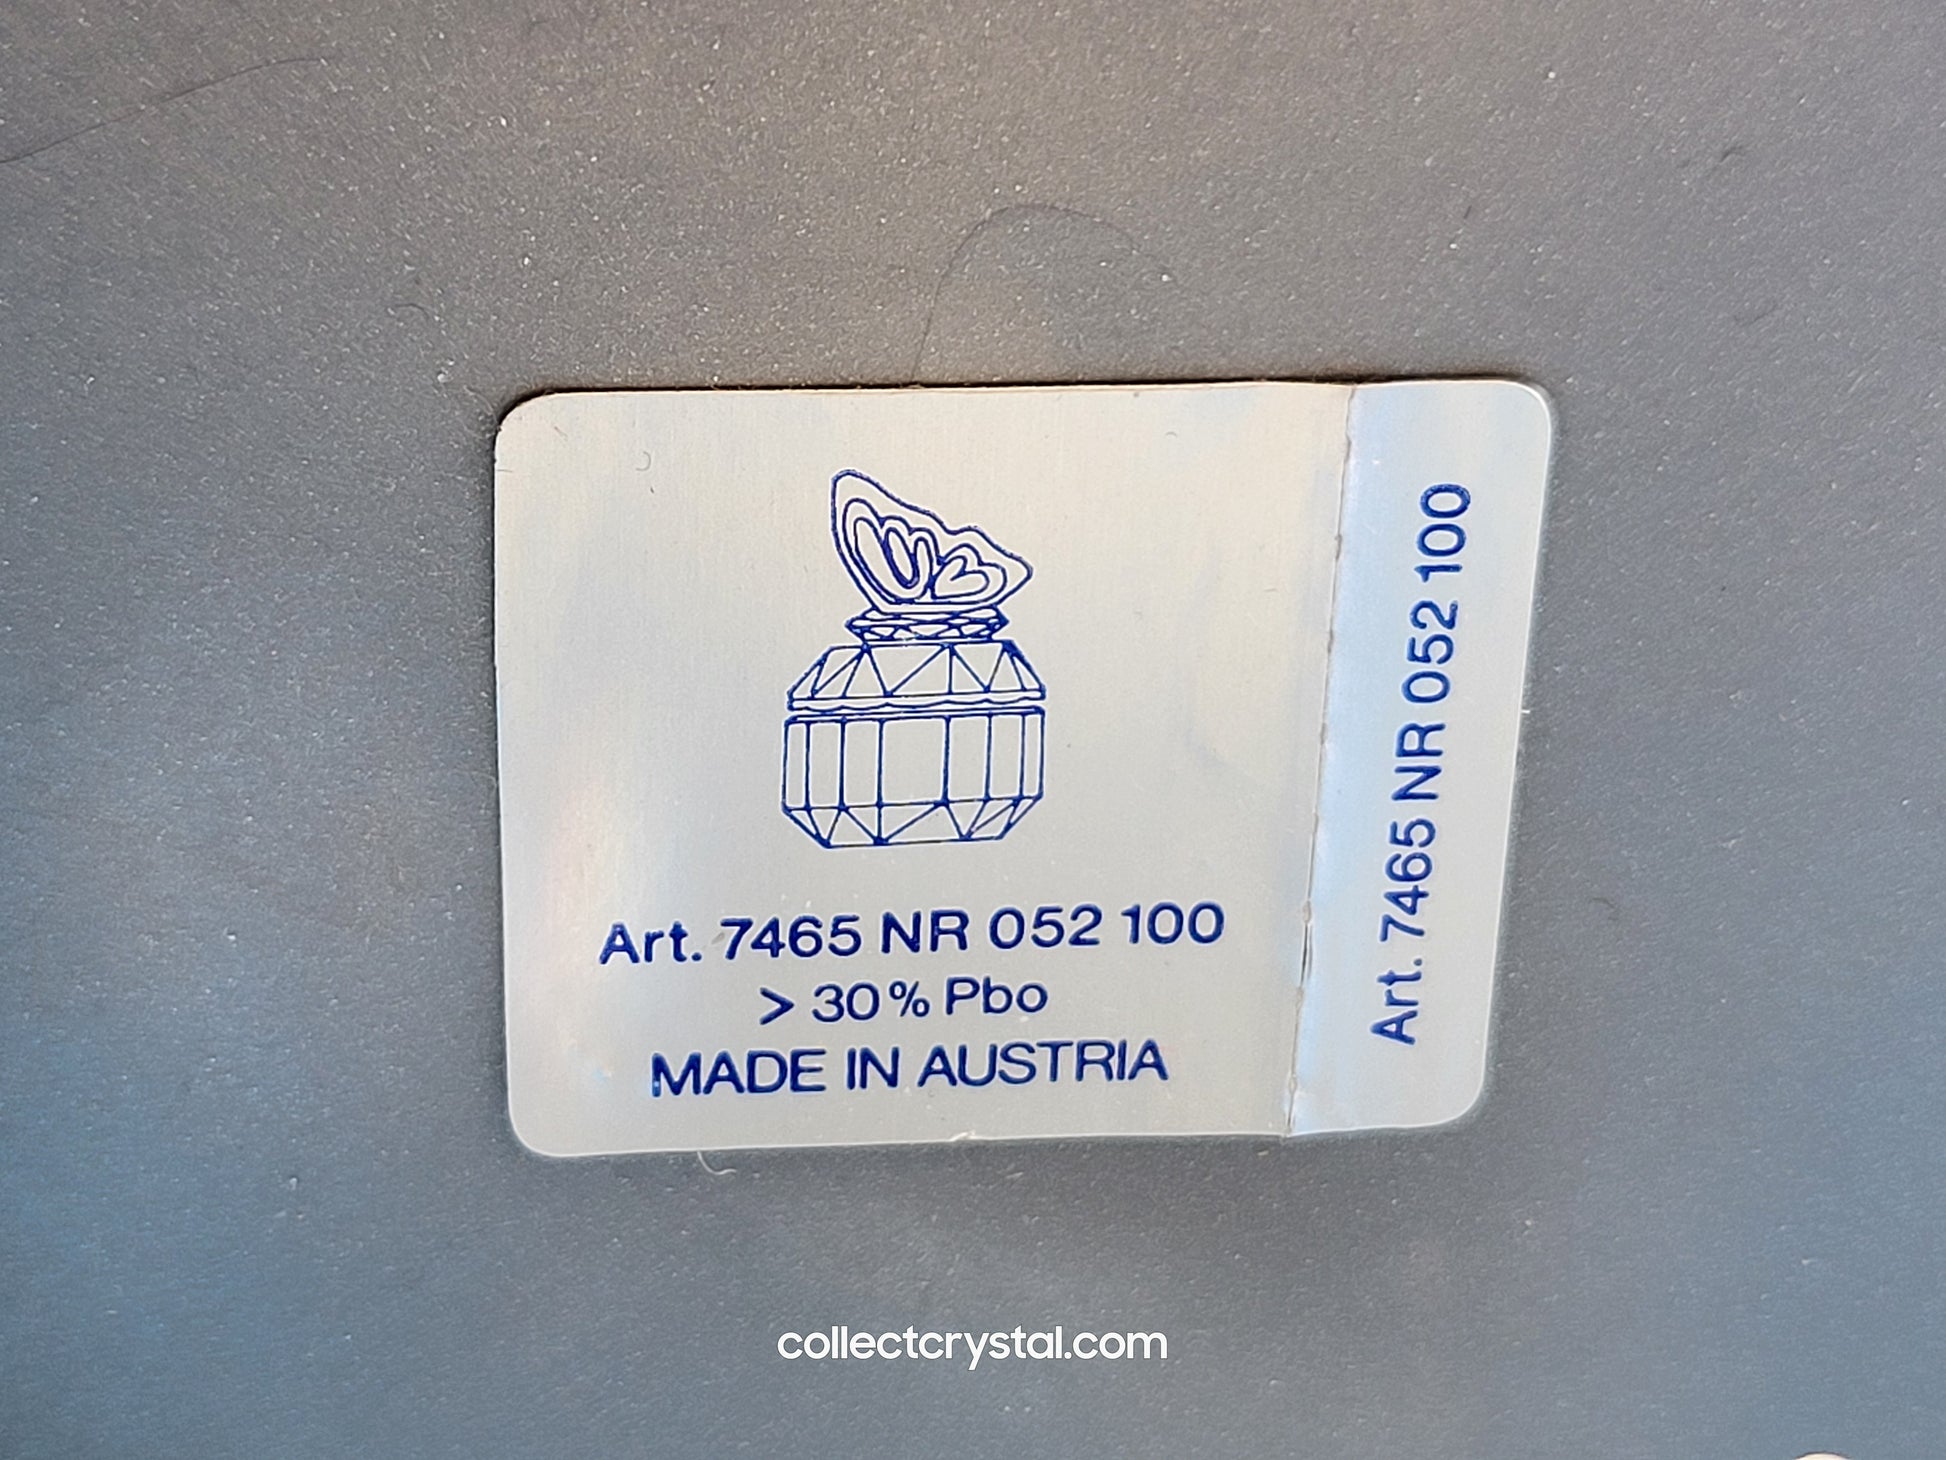 Art. 7465 NR 052 100
> 30% Pbo
MADE IN AUSTRIA
Art. 7465 NR 052 100
collectcrystal.com